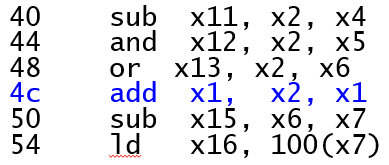 40 sub x11, x2, x4
44 and x12, x2, x5
48 or x13, x2, x6
4c add x1, x2, x1
50 sub x15, x6, x7
54 ld x16, 100(x7)